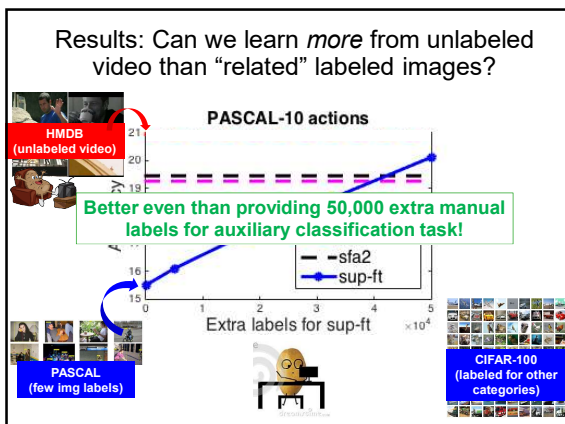 Results: Can we learn more from unlabeled
video than “related” labeled images?
HMDB
(unlabeled video)
PASCAL-10 actions
21
20
19
Better even than providing 50,000 extra manual
labels for auxiliary classification task!
sfa2
sup-ft
16
15
0
1
2
3
4
5
Extra labels for sup-ft
×10⁴
PASCAL
(few img labels)
CIFAR-100
(labeled for other
categories)